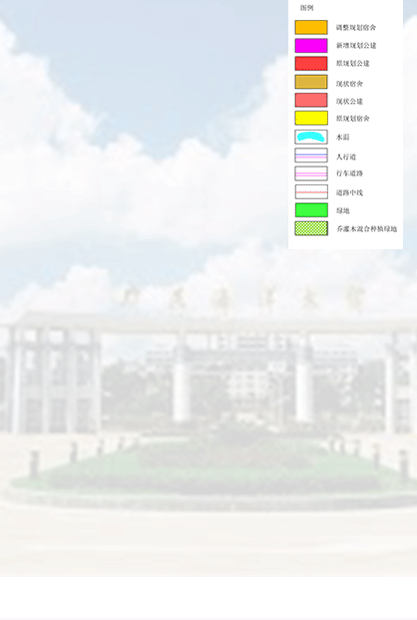 图例
调整规划宿舍
新增规划公建
原规划公建
现状宿舍
现状公建
原规划宿舍
水面
人行道
行车道路
道路中线
绿地
乔灌木混合种植绿地
广东海洋大学